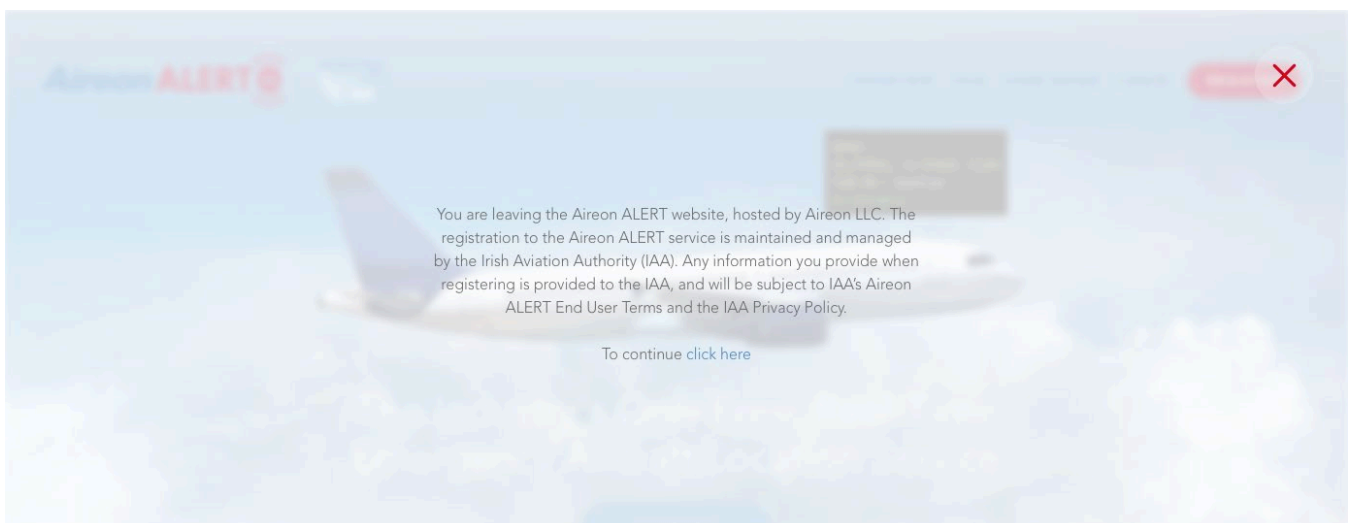 Aireon ALERT
You are leaving the Aireon ALERT website, hosted by Aireon LLC. The
registration to the Aireon ALERT service is maintained and managed
by the Irish Aviation Authority (IAA). Any information you provide when
registering is provided to the IAA, and will be subject to IAA's Aireon
ALERT End User Terms and the IAA Privacy Policy.
To continue click here